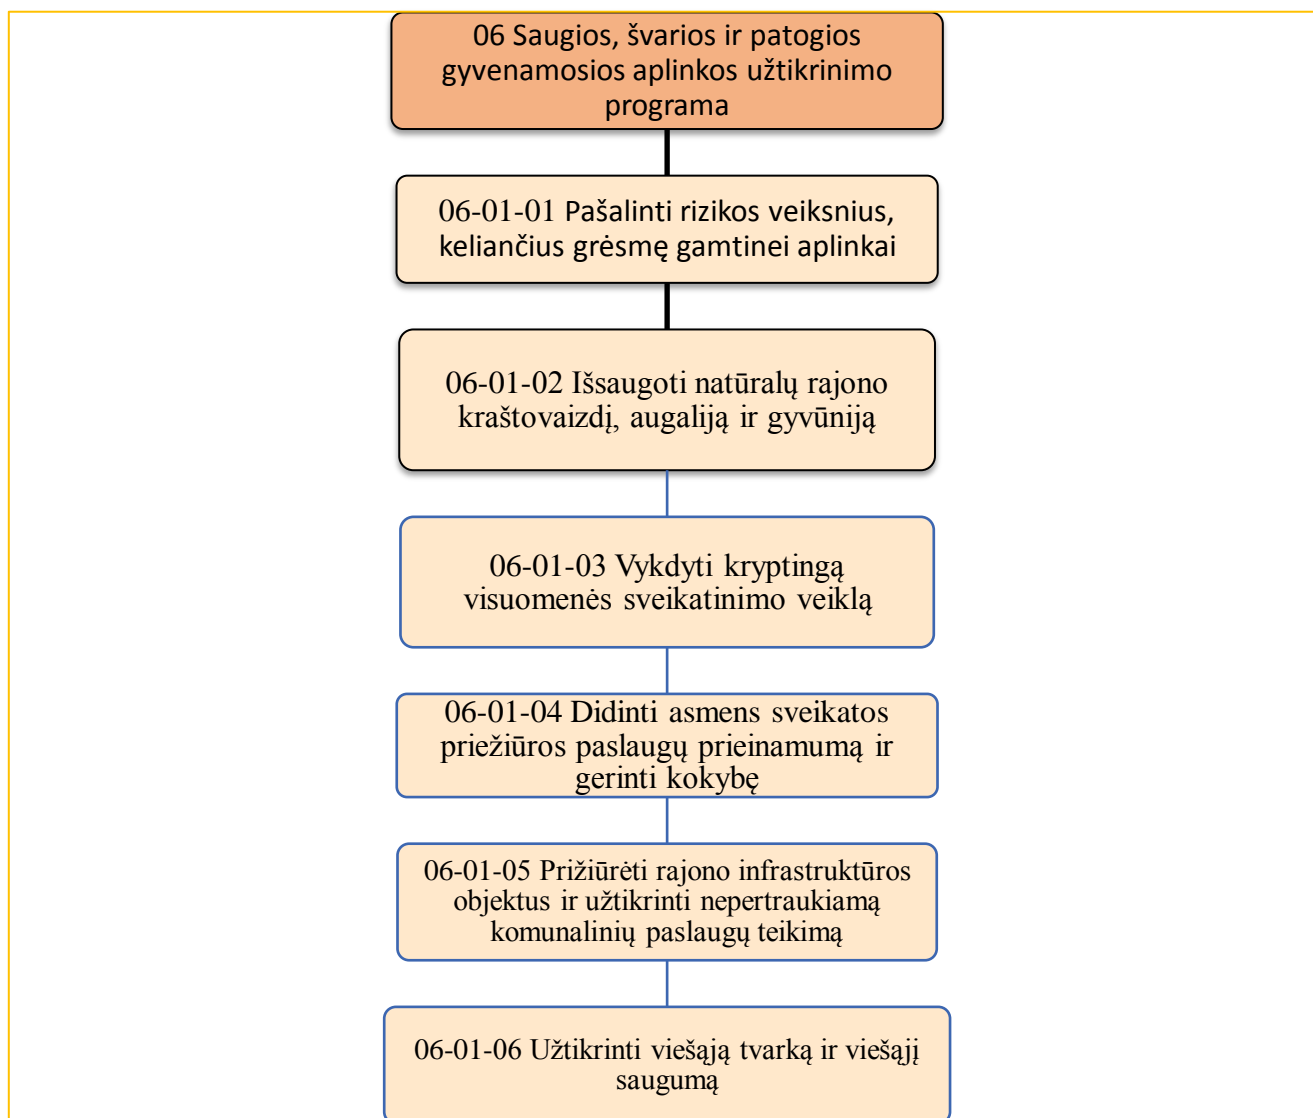 06 Saugios, švarios ir patogios
gyvenamosios aplinkos užtikrinimo
programa
06-01-01 Pašalinti rizikos veiksnius,
keliančius grėsmę gamtinei aplinkai
06-01-02 Išsaugoti natūralų rajono
kraštovaizdį, augaliją ir gyvūniją
06-01-03 Vykdyti kryptingą
visuomenės sveikatinimo veiklą
06-01-04 Didinti asmens sveikatos
priežiūros paslaugų prieinamumą ir
gerinti kokybę
06-01-05 Prižiūrėti rajono infrastruktūros
objektus ir užtikrinti nepertraukiamą
komunalinių paslaugų teikimą
06-01-06 Užtikrinti viešąją tvarką ir viešąjį
saugumą